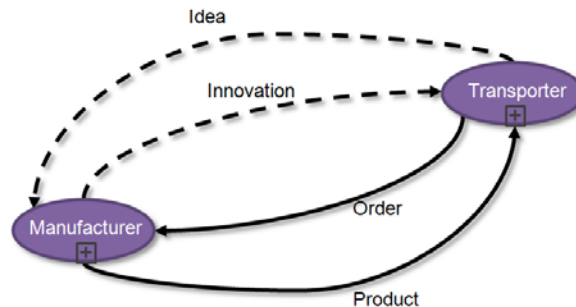 Idea
Innovation
Transporter
Manufacturer
Order
Product